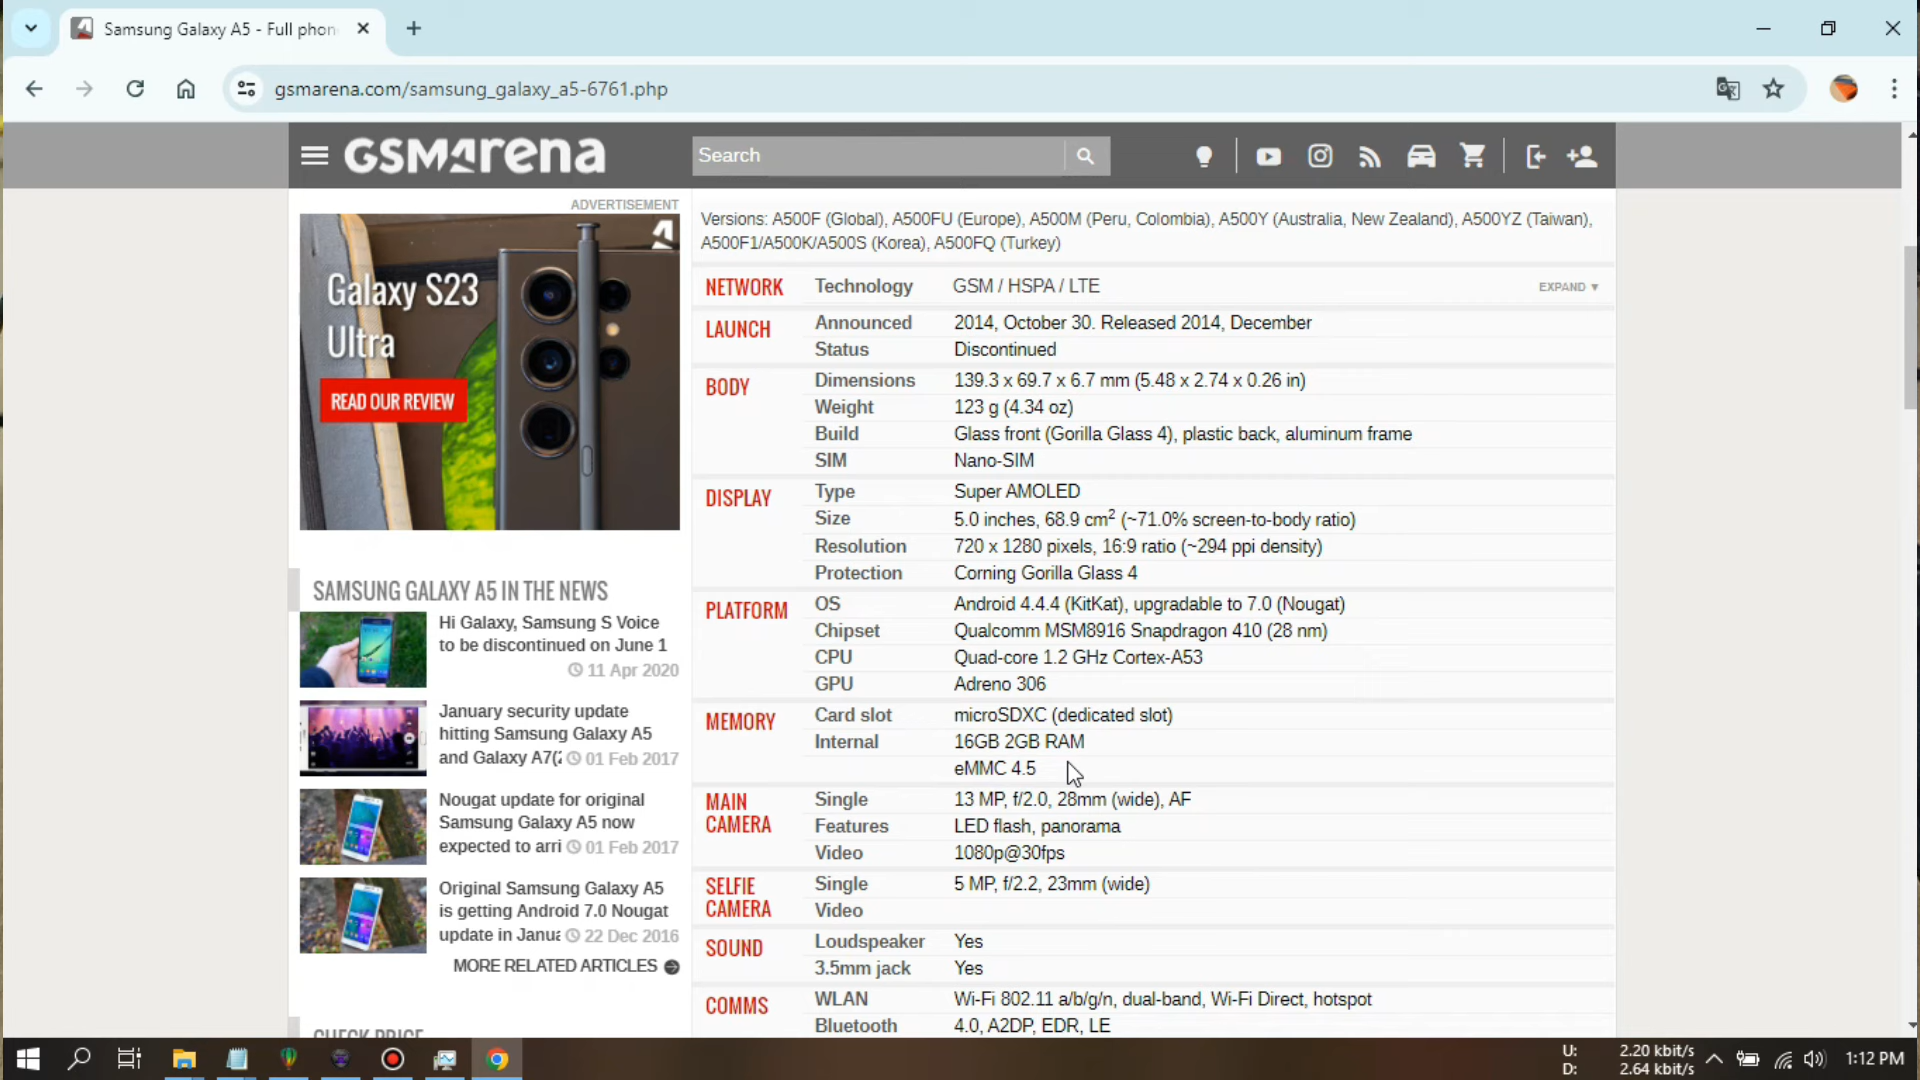 Samsung Galaxy A5 - Full phon
gsmarena.com/samsung_galaxy_a5-6761.php
GSMArena
Search
ADVERTISEMENT
Galaxy S23
Ultra
READ OUR REVIEW
SAMSUNG GALAXY A5 IN THE NEWS
Hi Galaxy, Samsung S Voice
to be discontinued on June 1
11 Apr 2020
January security update
hitting Samsung Galaxy A5
and Galaxy A7(2 01 Feb 2017
Nougat update for original
Samsung Galaxy A5 now
expected to arri 01 Feb 2017
Original Samsung Galaxy A5
is getting Android 7.0 Nougat
update in Janua 22 Dec 2016
MORE RELATED ARTICLES
CHECK PRICE
Versions: A500F (Global), A500FU (Europe), A500M (Peru, Colombia), A500Y (Australia, New Zealand), A500YZ (Taiwan),
A500F1/A500K/A500S (Korea), A500FQ (Turkey)
NETWORK Technology GSM / HSPA / LTE EXPAND ▼
LAUNCH Announced 2014, October 30. Released 2014, December
Status Discontinued
BODY Dimensions 139.3 x 69.7 x 6.7 mm (5.48 x 2.74 x 0.26 in)
Weight 123 g (4.34 oz)
Build Glass front (Gorilla Glass 4), plastic back, aluminum frame
SIM Nano-SIM
DISPLAY Type Super AMOLED
Size 5.0 inches, 68.9 cm² (~71.0% screen-to-body ratio)
Resolution 720 x 1280 pixels, 16:9 ratio (~294 ppi density)
Protection Corning Gorilla Glass 4
PLATFORM OS Android 4.4.4 (KitKat), upgradable to 7.0 (Nougat)
Chipset Qualcomm MSM8916 Snapdragon 410 (28 nm)
CPU Quad-core 1.2 GHz Cortex-A53
GPU Adreno 306
MEMORY Card slot microSDXC (dedicated slot)
Internal 16GB 2GB RAM
eMMC 4.5
MAIN CAMERA Single 13 MP, f/2.0, 28mm (wide), AF
Features LED flash, panorama
Video 1080p@30fps
SELFIE CAMERA Single 5 MP, f/2.2, 23mm (wide)
Video
SOUND Loudspeaker Yes
3.5mm jack Yes
COMMS WLAN Wi-Fi 802.11 a/b/g/n, dual-band, Wi-Fi Direct, hotspot
Bluetooth 4.0, A2DP, EDR, LE
U: 2.20 kbit/s
D: 2.64 kbit/s
1:12 PM